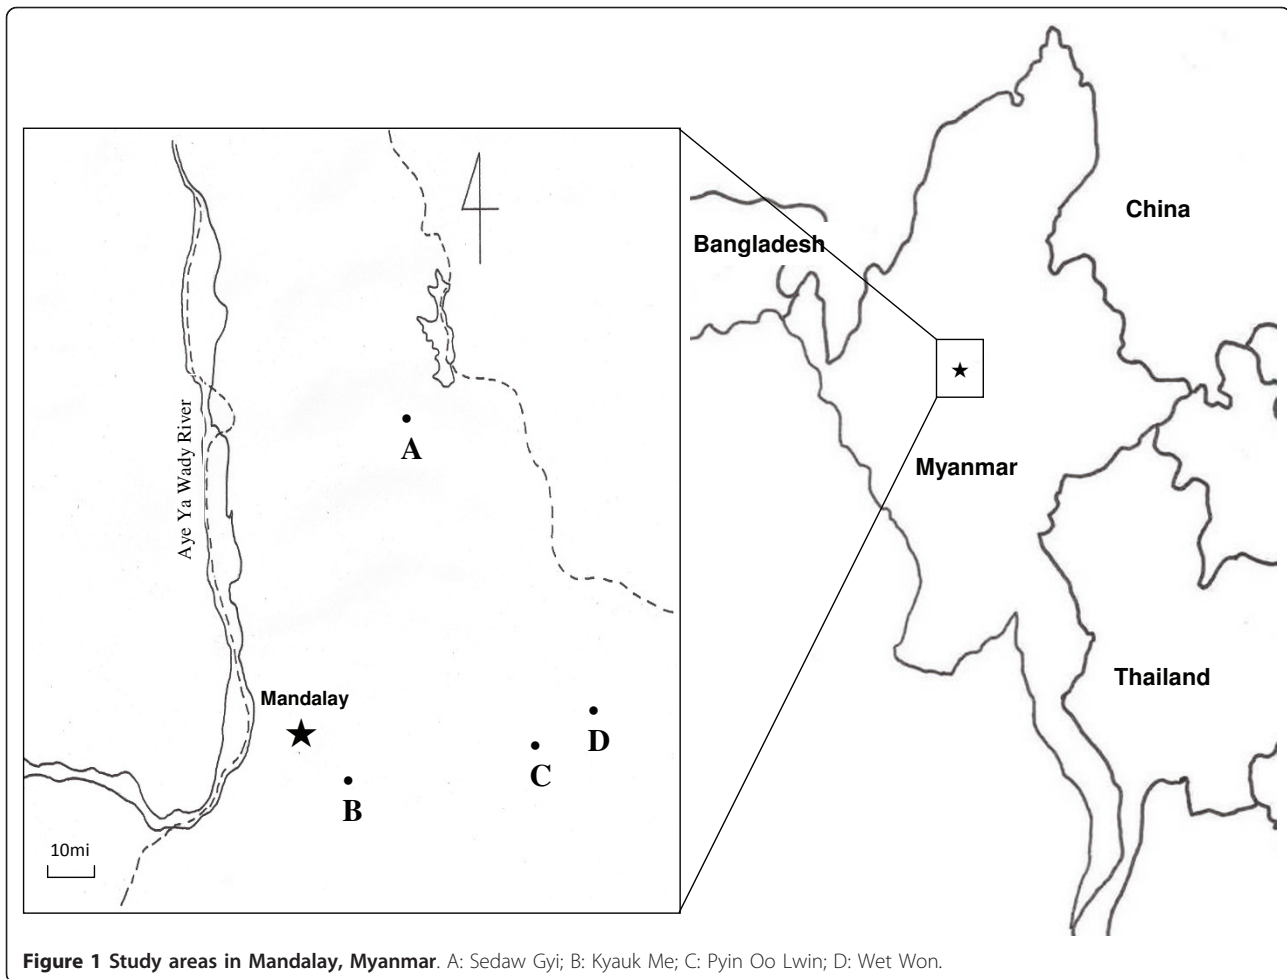 China
Bangladesh
Aye Ya Wady River
A
Myanmar
Mandalay
Thailand
D
C
B
10mi
Figure 1 Study areas in Mandalay, Myanmar. A: Sedaw Gyi; B: Kyauk Me; C: Pyin Oo Lwin; D: Wet Won.